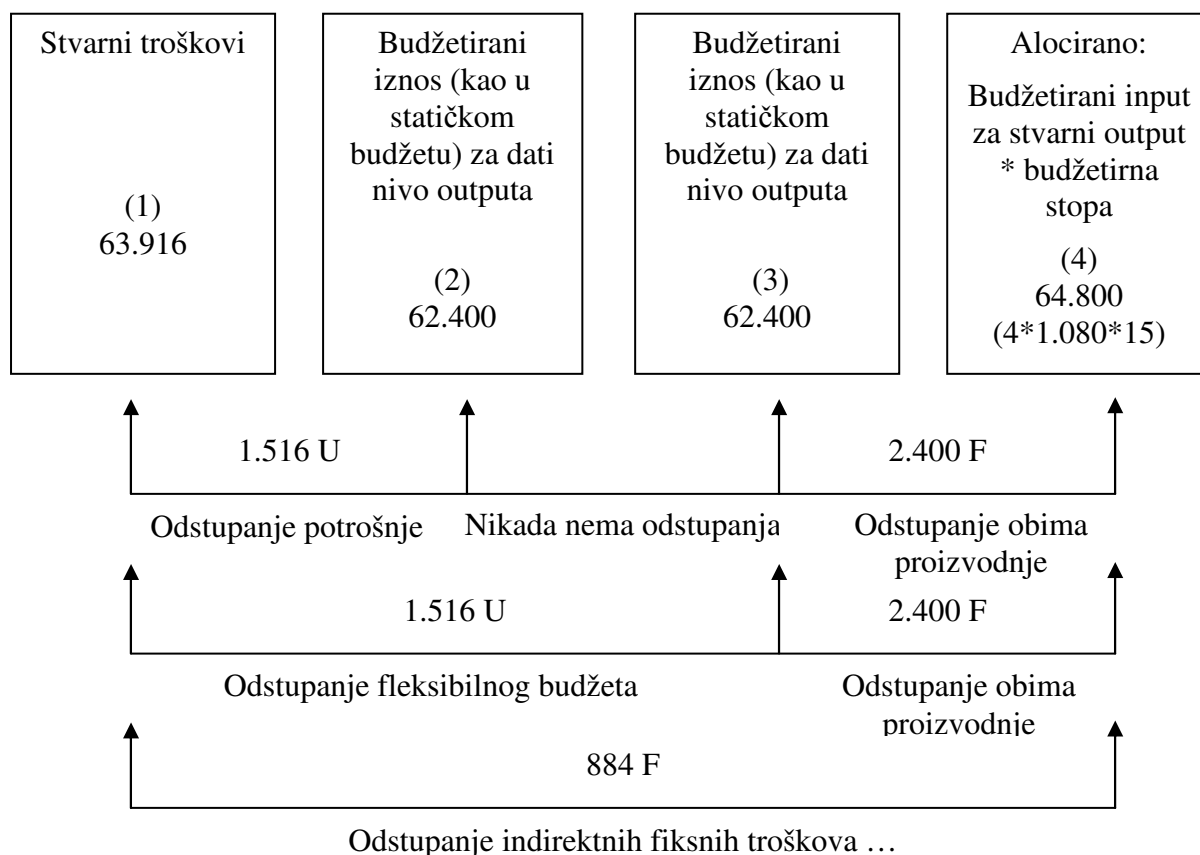 Stvarni troškovi
(1)
63.916
Budžetirani
iznos (kao u
statičkom
budžetu) za dati
nivo outputa
(2)
62.400
Budžetirani
iznos (kao u
statičkom
budžetu) za dati
nivo outputa
(3)
62.400
Alocirano:
Budžetirani input
za stvarni output
* budžetirna
stopa
(4)
64.800
(4*1.080*15)
1.516 U
2.400 F
Odstupanje potrošnje
Nikada nema odstupanja
Odstupanje obima
proizvodnje
1.516 U
2.400 F
Odstupanje fleksibilnog budžeta
Odstupanje obima
proizvodnje
884 F
Odstupanje indirektnih fiksnih troškova …